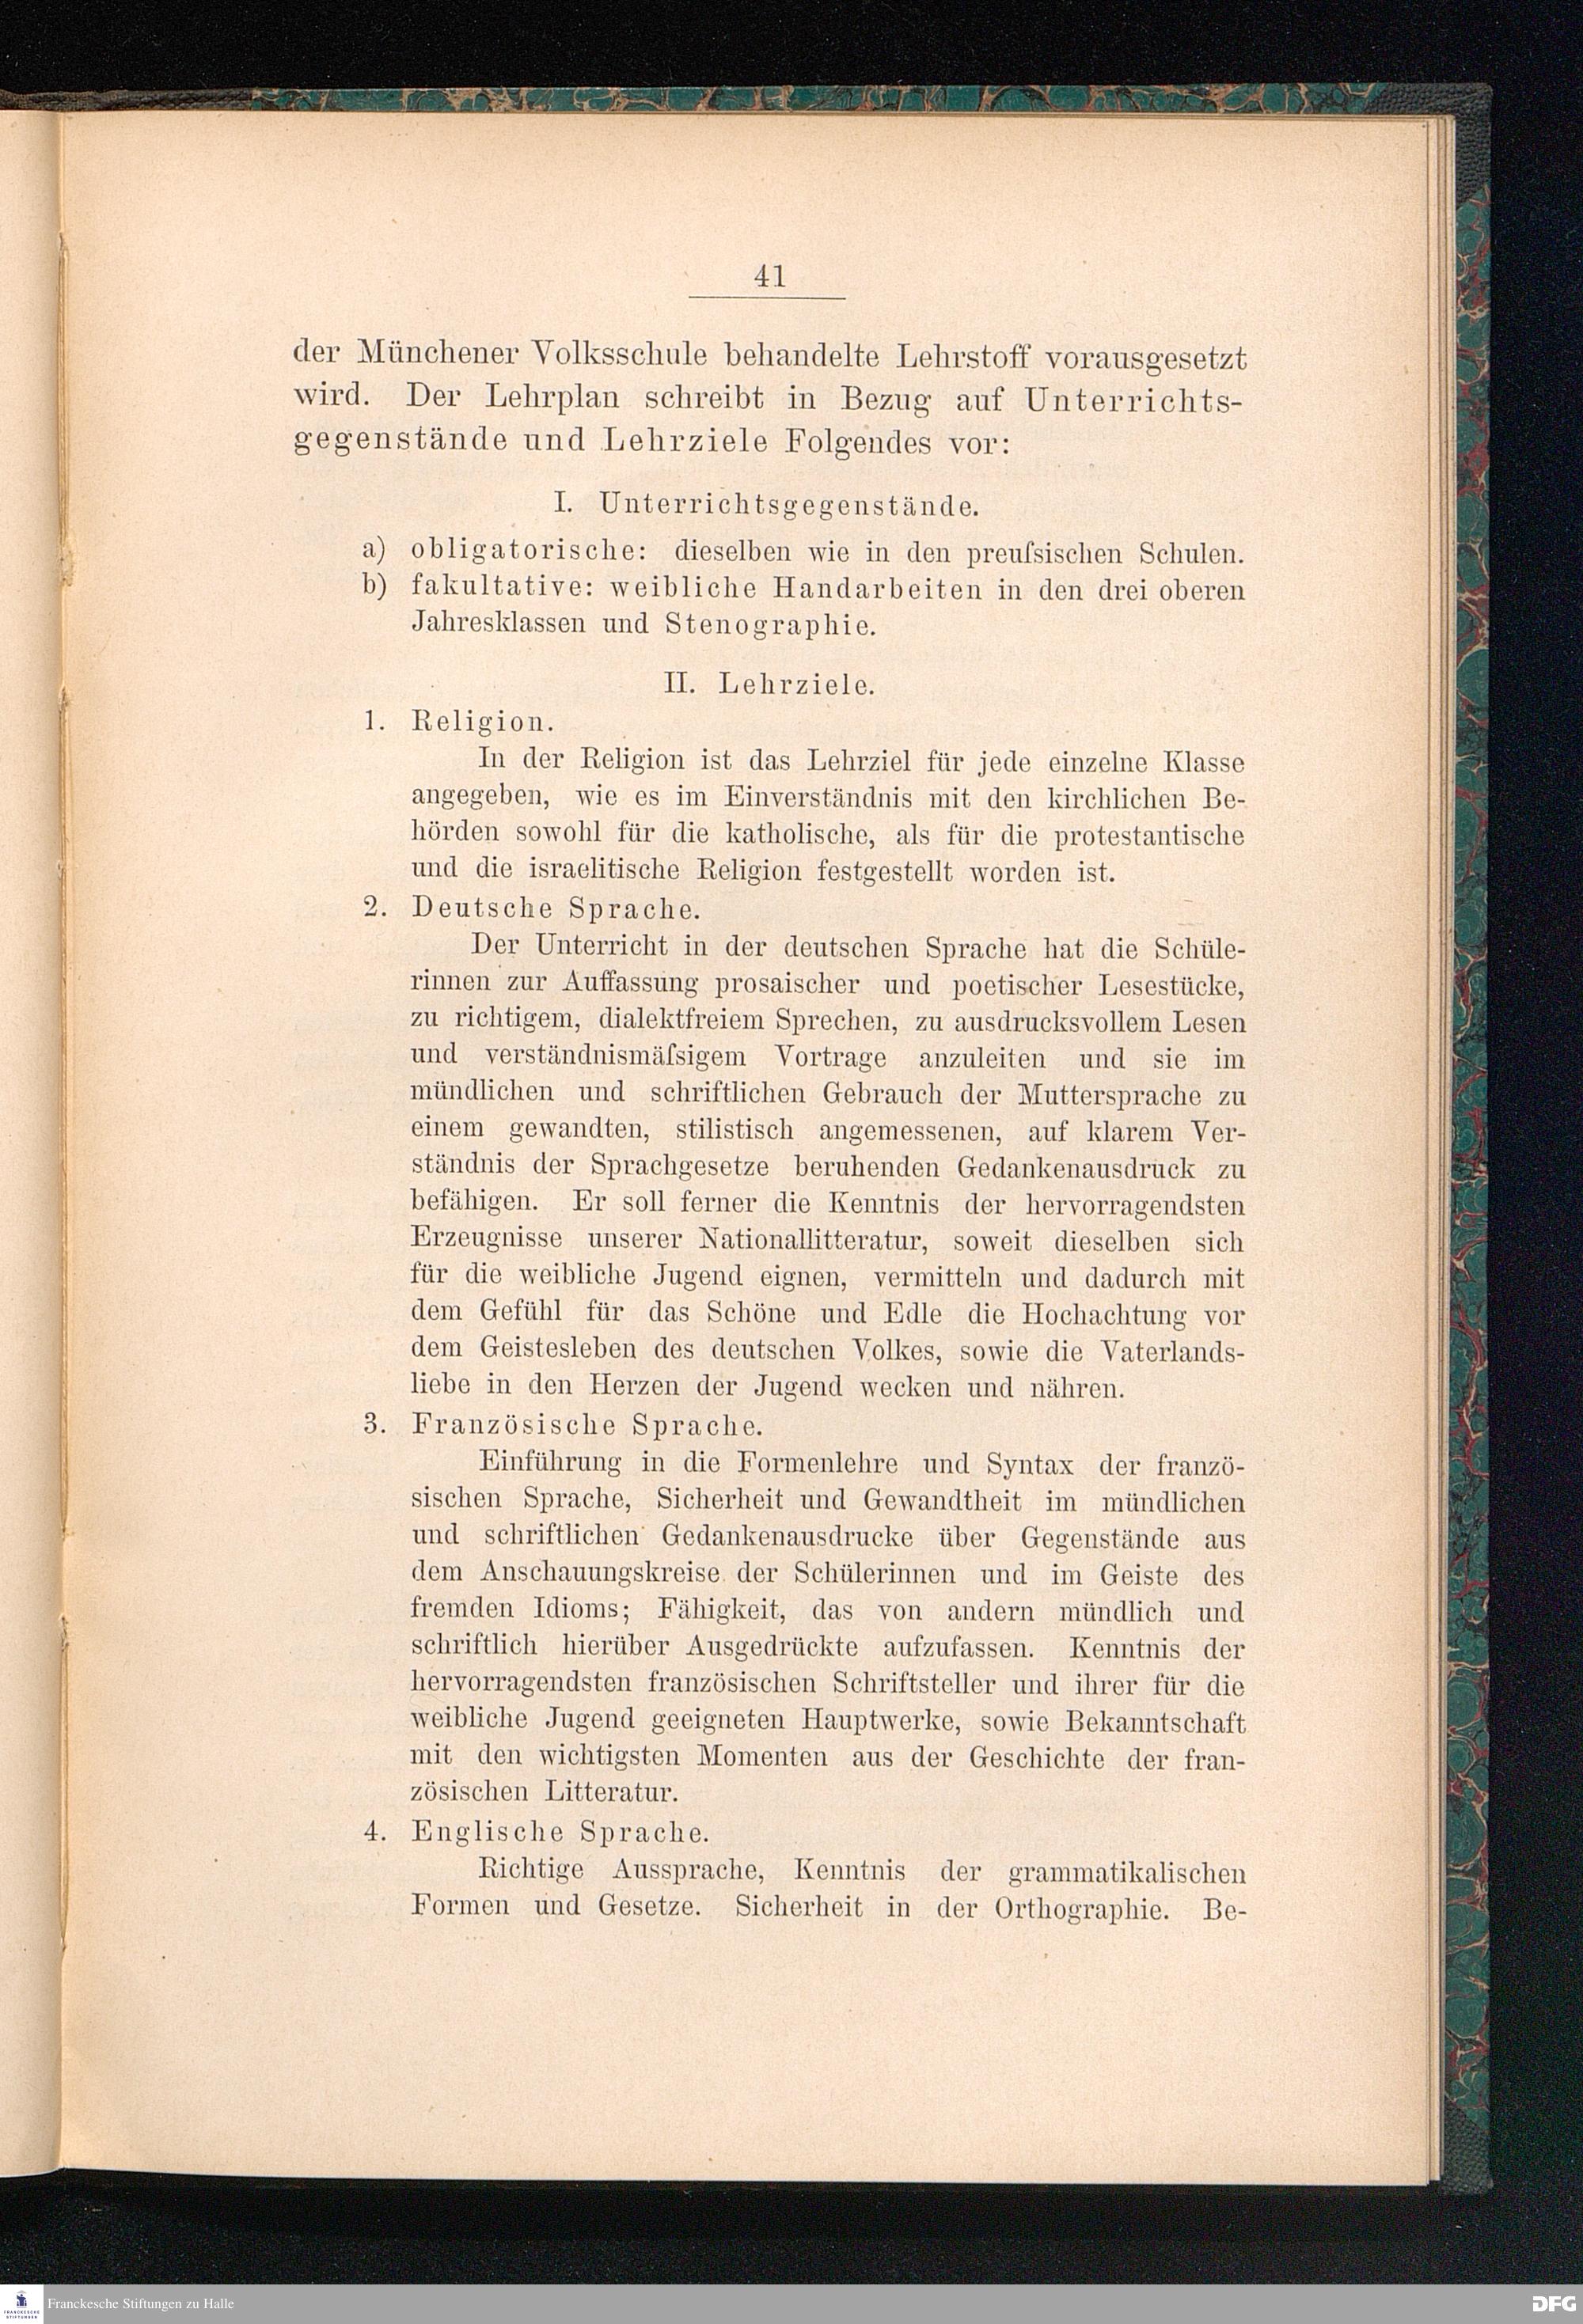 41
der Münchener Volksschule behandelte Lehrstoff vorausgesetzt
wird. Der Lehrplan schreibt in Bezug auf Unterrichts-
gegenstände und Lehrziele Folgendes vor:
I. Unterrichtsgegenstände.
a) obligatorische: dieselben wie in den preuſsischen Schulen.
b) fakultative: weibliche Handarbeiten in den drei oberen
Jahresklassen und Stenographie.
II. Lehrziele.
1. Religion.
In der Religion ist das Lehrziel für jede einzelne Klasse
angegeben, wie es im Einverständnis mit den kirchlichen Be-
hörden sowohl für die katholische, als für die protestantische
und die israelitische Religion festgestellt worden ist.
2. Deutsche Sprache.
Der Unterricht in der deutschen Sprache hat die Schüle-
rinnen zur Auffassung prosaischer und poetischer Lesestücke,
zu richtigem, dialektfreiem Sprechen, zu ausdrucksvollem Lesen
und verständnismäſsigem Vortrage anzuleiten und sie im
mündlichen und schriftlichen Gebrauch der Muttersprache zu
einem gewandten, stilistisch angemessenen, auf klarem Ver-
ständnis der Sprachgesetze beruhenden Gedankenausdruck zu
befähigen. Er soll ferner die Kenntnis der hervorragendsten
Erzeugnisse unserer Nationallitteratur, soweit dieselben sich
für die weibliche Jugend eignen, vermitteln und dadurch mit
dem Gefühl für das Schöne und Edle die Hochachtung vor
dem Geistesleben des deutschen Volkes, sowie die Vaterlands-
liebe in den Herzen der Jugend wecken und nähren.
3. Französische Sprache.
Einführung in die Formenlehre und Syntax der franzö-
sischen Sprache, Sicherheit und Gewandtheit im mündlichen
und schriftlichen Gedankenausdrucke über Gegenstände aus
dem Anschauungskreise der Schülerinnen und im Geiste des
fremden Idioms; Fähigkeit, das von andern mündlich und
schriftlich hierüber Ausgedrückte aufzufassen. Kenntnis der
hervorragendsten französischen Schriftsteller und ihrer für die
weibliche Jugend geeigneten Hauptwerke, sowie Bekanntschaft
mit den wichtigsten Momenten aus der Geschichte der fran-
zösischen Litteratur.
4. Englische Sprache.
Richtige Aussprache, Kenntnis der grammatikalischen
Formen und Gesetze. Sicherheit in der Orthographie. Be-
FRANCKESCHE
STIFTUNGEN
Franckesche Stiftungen zu Halle
DFG